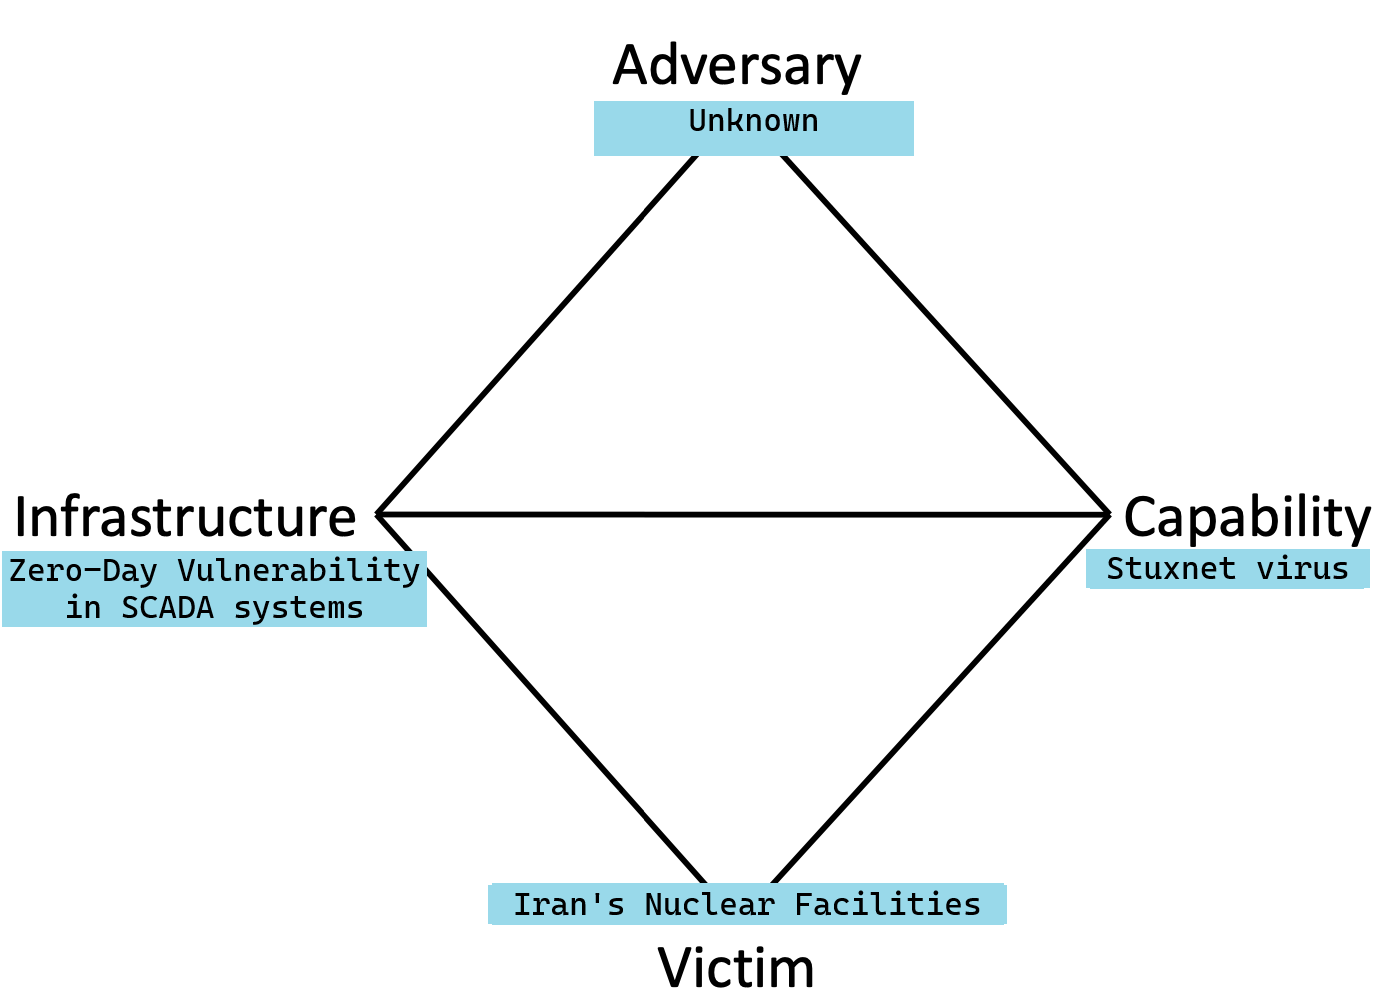 Adversary
Unknown
Infrastructure
Zero-Day Vulnerability
in SCADA systems
Capability
Stuxnet virus
Iran's Nuclear Facilities
Victim